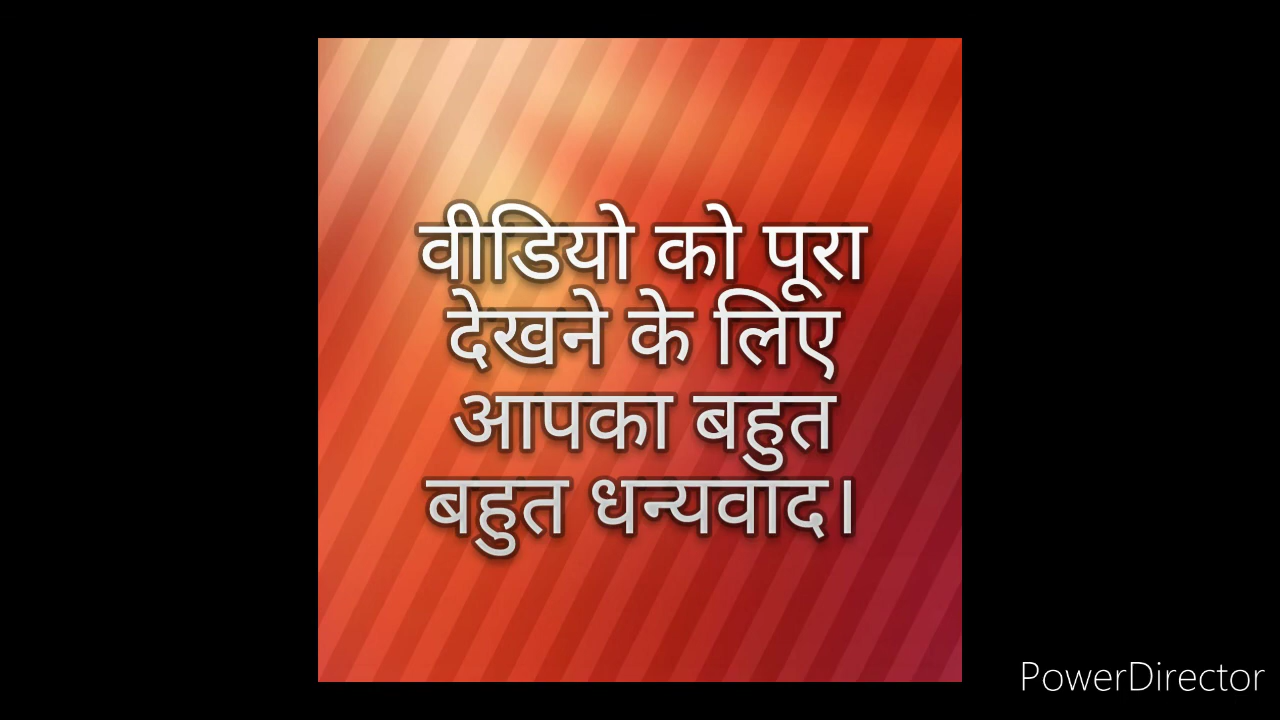 वीडियो को पूरा
देखने के लिए
आपका बहुत
बहुत धन्यवाद।
PowerDirector